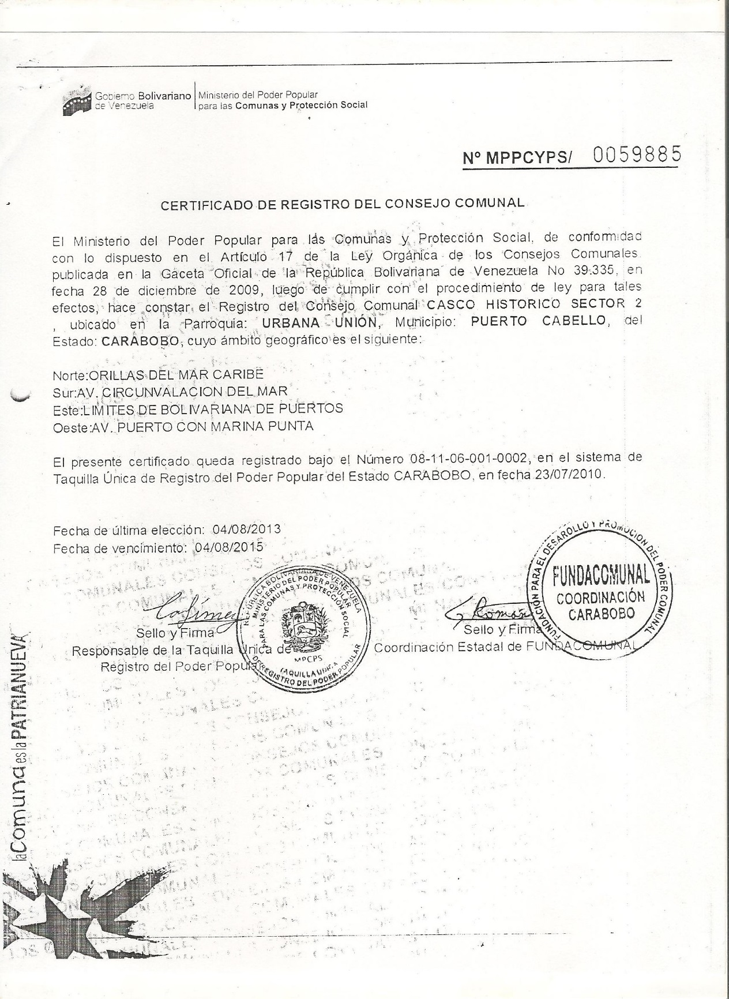 Gobierno Bolivariano
de Venezuela
Ministerio del Poder Popular
para las Comunas y Protección Social
Nº MPPCYPS/ 0059885
CERTIFICADO DE REGISTRO DEL CONSEJO COMUNAL
El Ministerio del Poder Popular para las Comunas y Protección Social, de conformidad
con lo dispuesto en el Artículo 17 de la Ley Orgánica de los Consejos Comunales
publicada en la Gaceta Oficial de la República Bolivariana de Venezuela No 39.335, en
fecha 28 de diciembre de 2009, luego de cumplir con el procedimiento de ley para tales
efectos, hace constar el Registro del Consejo Comunal CASCO HISTORICO SECTOR 2
, ubicado en la Parroquia: URBANA UNIÓN, Municipio: PUERTO CABELLO, del
Estado: CARABOBO, cuyo ámbito geográfico es el siguiente:
Norte:ORILLAS DEL MAR CARIBE
Sur:AV. CIRCUNVALACION DEL MAR
Este:LIMITES DE BOLIVARIANA DE PUERTOS
Oeste:AV. PUERTO CON MARINA PUNTA
El presente certificado queda registrado bajo el Número 08-11-06-001-0002, en el sistema de
Taquilla Única de Registro del Poder Popular del Estado CARABOBO, en fecha 23/07/2010.
Fecha de última elección: 04/08/2013
Fecha de vencimiento: 04/08/2015
Sello y Firma
Responsable de la Taquilla Única de
Registro del Poder Popular
REPÚBLICA BOLIVARIANA DE VENEZUELA
MINISTERIO DEL PODER POPULAR
PARA LAS COMUNAS Y PROTECCIÓN SOCIAL
MPCPS
TAQUILLA UNICA
DE REGISTRO DEL PODER POPULAR
Román
Sello y Firma
Coordinación Estadal de FUNDACOMUNAL
FUNDACIÓN PARA EL DESAROLLO Y PROMOCION DEL PODER COMUNAL
FUNDACOMUNAL
COORDINACIÓN
CARABOBO
laComunaeslaPATRIANUEVA